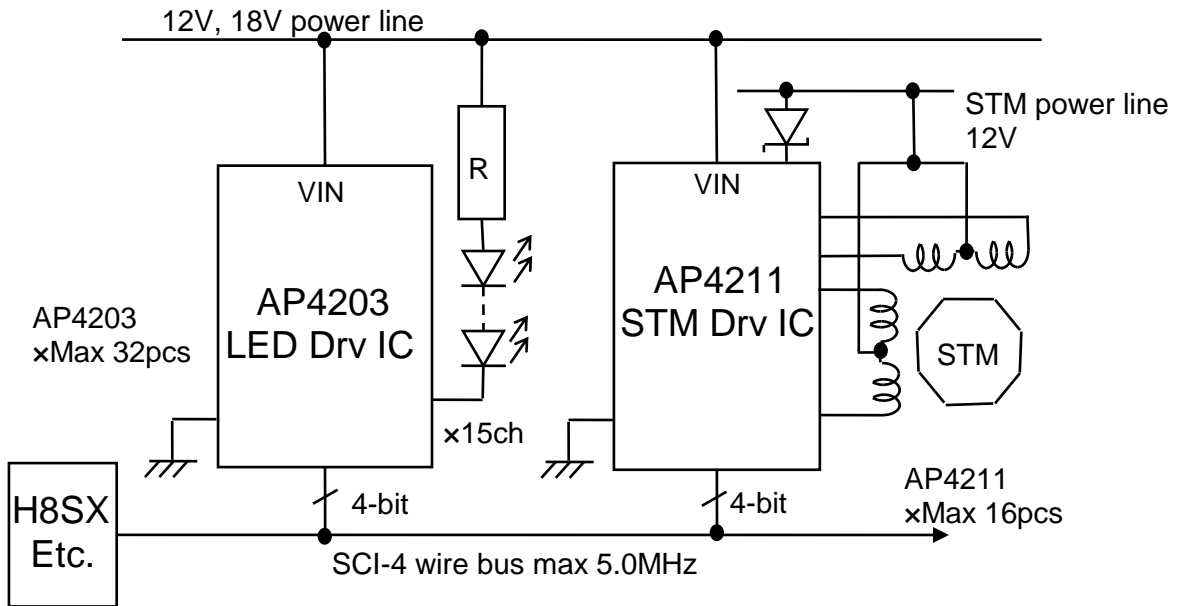 12V, 18V power line
STM power line
12V
VIN
R
VIN
AP4203
LED Drv IC
AP4211
STM Drv IC
AP4203
×Max 32pcs
STM
×15ch
H8SX
Etc.
4-bit
4-bit
AP4211
×Max 16pcs
SCI-4 wire bus max 5.0MHz